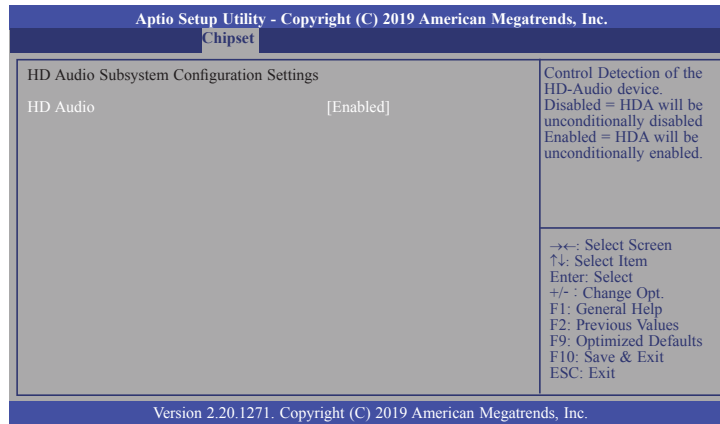 Aptio Setup Utility - Copyright (C) 2019 American Megatrends, Inc.
Chipset
HD Audio Subsystem Configuration Settings
HD Audio [Enabled]
Control Detection of the
HD-Audio device.
Disabled = HDA will be
unconditionally disabled
Enabled = HDA will be
unconditionally enabled.
→←: Select Screen
↑↓: Select Item
Enter: Select
+/- : Change Opt.
F1: General Help
F2: Previous Values
F9: Optimized Defaults
F10: Save & Exit
ESC: Exit
Version 2.20.1271. Copyright (C) 2019 American Megatrends, Inc.